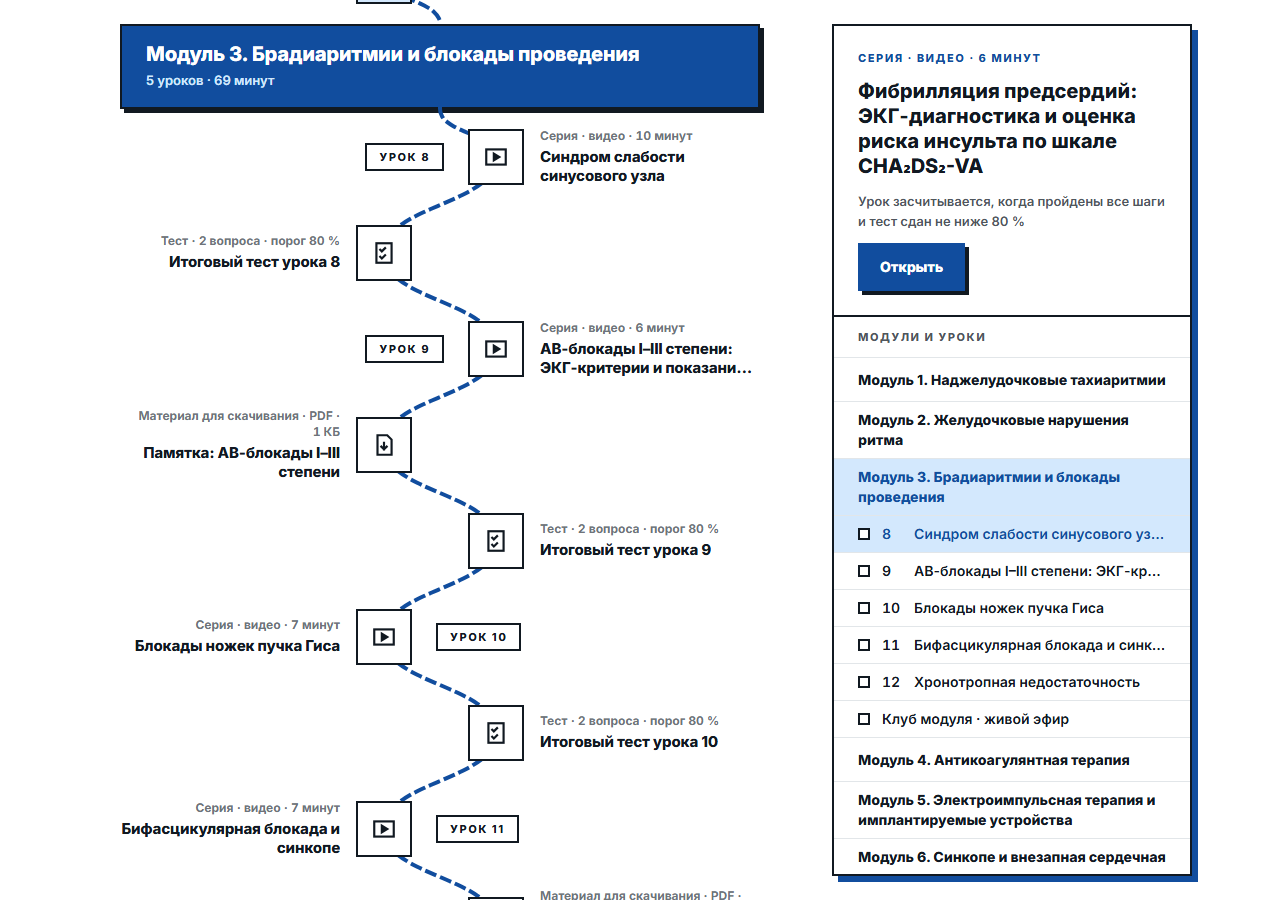 Модуль 3. Брадиаритмии и блокады проведения
5 уроков · 69 минут
УРОК 8
Серия · видео · 10 минут
Синдром слабости
синусового узла
Тест · 2 вопроса · порог 80 %
Итоговый тест урока 8
УРОК 9
Серия · видео · 6 минут
АВ-блокады I–III степени:
ЭКГ-критерии и показани…
Материал для скачивания · PDF ·
1 КБ
Памятка: АВ-блокады I–III
степени
Тест · 2 вопроса · порог 80 %
Итоговый тест урока 9
Серия · видео · 7 минут
Блокады ножек пучка Гиса
УРОК 10
Тест · 2 вопроса · порог 80 %
Итоговый тест урока 10
Серия · видео · 7 минут
Бифасцикулярная блокада и
синкопе
УРОК 11
Материал для скачивания · PDF ·
СЕРИЯ · ВИДЕО · 6 МИНУТ
Фибрилляция предсердий:
ЭКГ-диагностика и оценка
риска инсульта по шкале
CHA₂DS₂-VA
Урок засчитывается, когда пройдены все шаги
и тест сдан не ниже 80 %
Открыть
МОДУЛИ И УРОКИ
Модуль 1. Наджелудочковые тахиаритмии
Модуль 2. Желудочковые нарушения
ритма
Модуль 3. Брадиаритмии и блокады
проведения
8 Синдром слабости синусового уз…
9 АВ-блокады I–III степени: ЭКГ-кр…
10 Блокады ножек пучка Гиса
11 Бифасцикулярная блокада и синк…
12 Хронотропная недостаточность
Клуб модуля · живой эфир
Модуль 4. Антикоагулянтная терапия
Модуль 5. Электроимпульсная терапия и
имплантируемые устройства
Модуль 6. Синкопе и внезапная сердечная